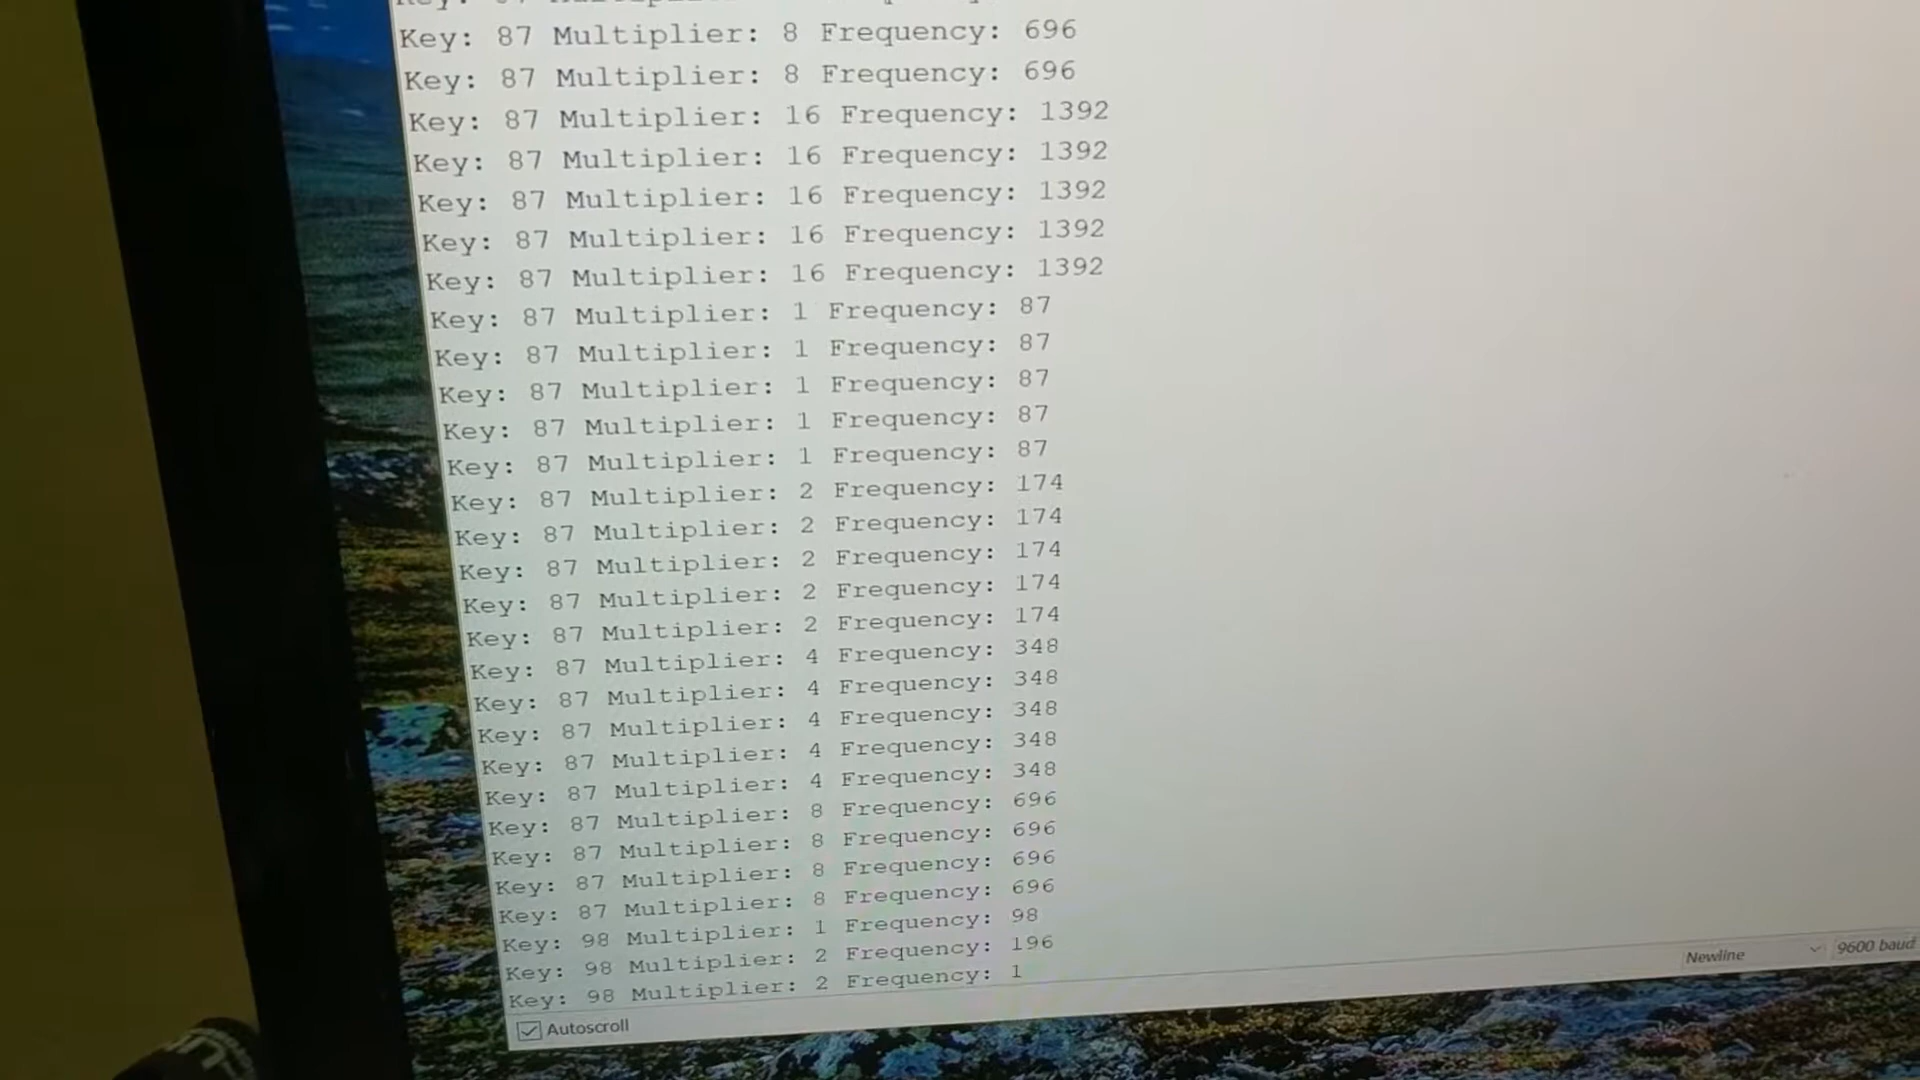 Key: 87 Multiplier: 8 Frequency: 696
Key: 87 Multiplier: 8 Frequency: 696
Key: 87 Multiplier: 16 Frequency: 1392
Key: 87 Multiplier: 16 Frequency: 1392
Key: 87 Multiplier: 16 Frequency: 1392
Key: 87 Multiplier: 16 Frequency: 1392
Key: 87 Multiplier: 16 Frequency: 1392
Key: 87 Multiplier: 1 Frequency: 87
Key: 87 Multiplier: 1 Frequency: 87
Key: 87 Multiplier: 1 Frequency: 87
Key: 87 Multiplier: 1 Frequency: 87
Key: 87 Multiplier: 1 Frequency: 87
Key: 87 Multiplier: 2 Frequency: 174
Key: 87 Multiplier: 2 Frequency: 174
Key: 87 Multiplier: 2 Frequency: 174
Key: 87 Multiplier: 2 Frequency: 174
Key: 87 Multiplier: 2 Frequency: 174
Key: 87 Multiplier: 4 Frequency: 348
Key: 87 Multiplier: 4 Frequency: 348
Key: 87 Multiplier: 4 Frequency: 348
Key: 87 Multiplier: 4 Frequency: 348
Key: 87 Multiplier: 4 Frequency: 348
Key: 87 Multiplier: 8 Frequency: 696
Key: 87 Multiplier: 8 Frequency: 696
Key: 87 Multiplier: 8 Frequency: 696
Key: 87 Multiplier: 8 Frequency: 696
Key: 98 Multiplier: 1 Frequency: 98
Key: 98 Multiplier: 2 Frequency: 196
Key: 98 Multiplier: 2 Frequency: 1
Autoscroll
Newline
9600 baud